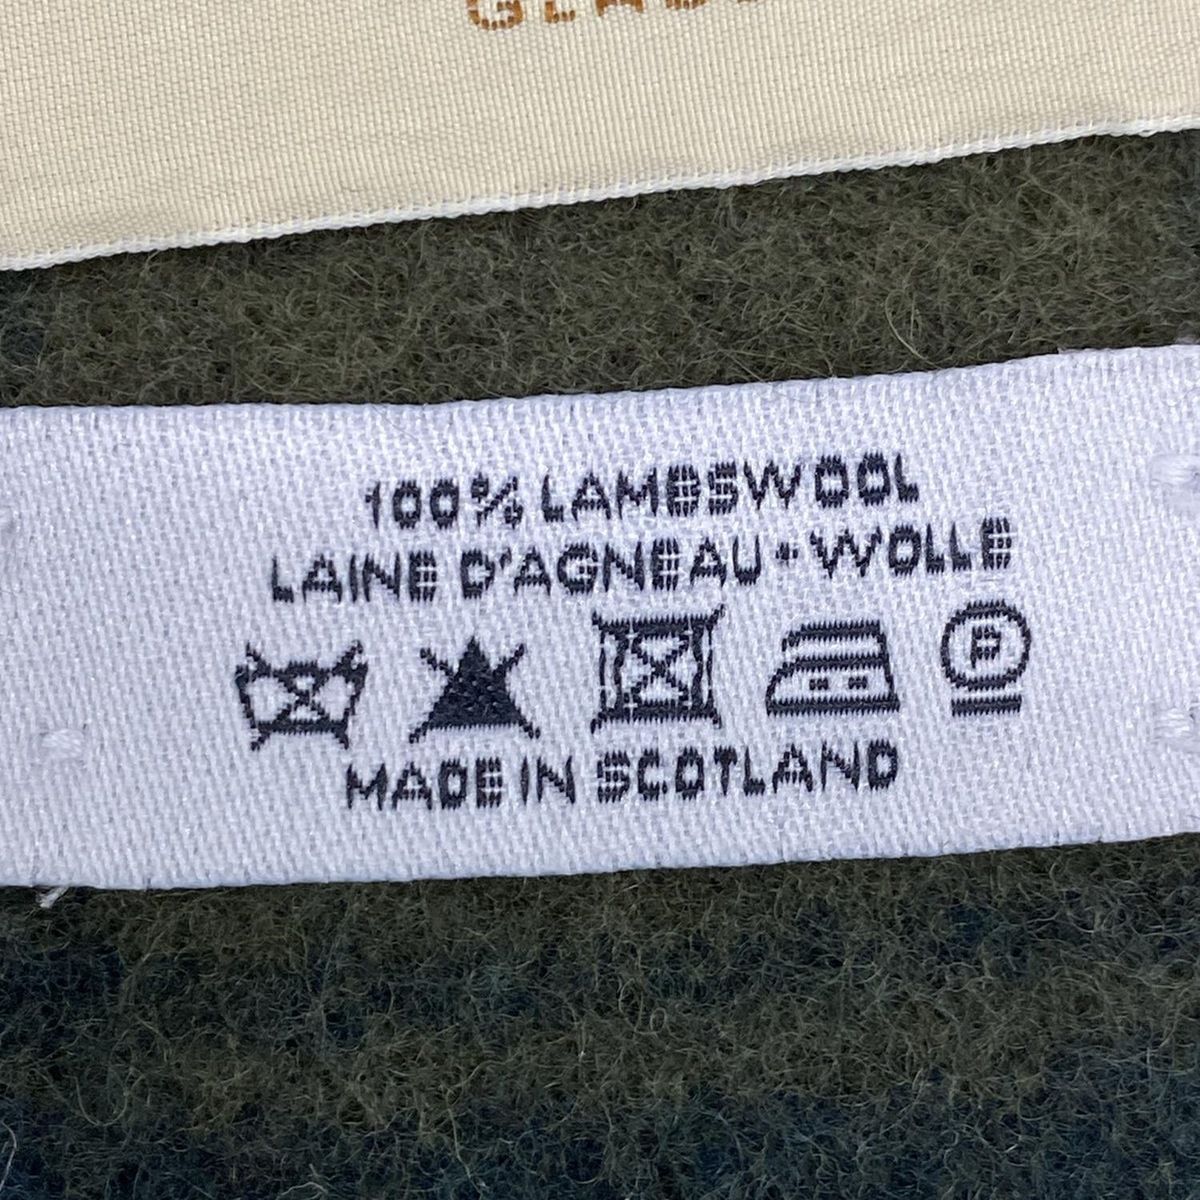 100% LAMBSWOOL
LAINE D'AGNEAU • WOLLE
P
MADE IN SCOTLAND